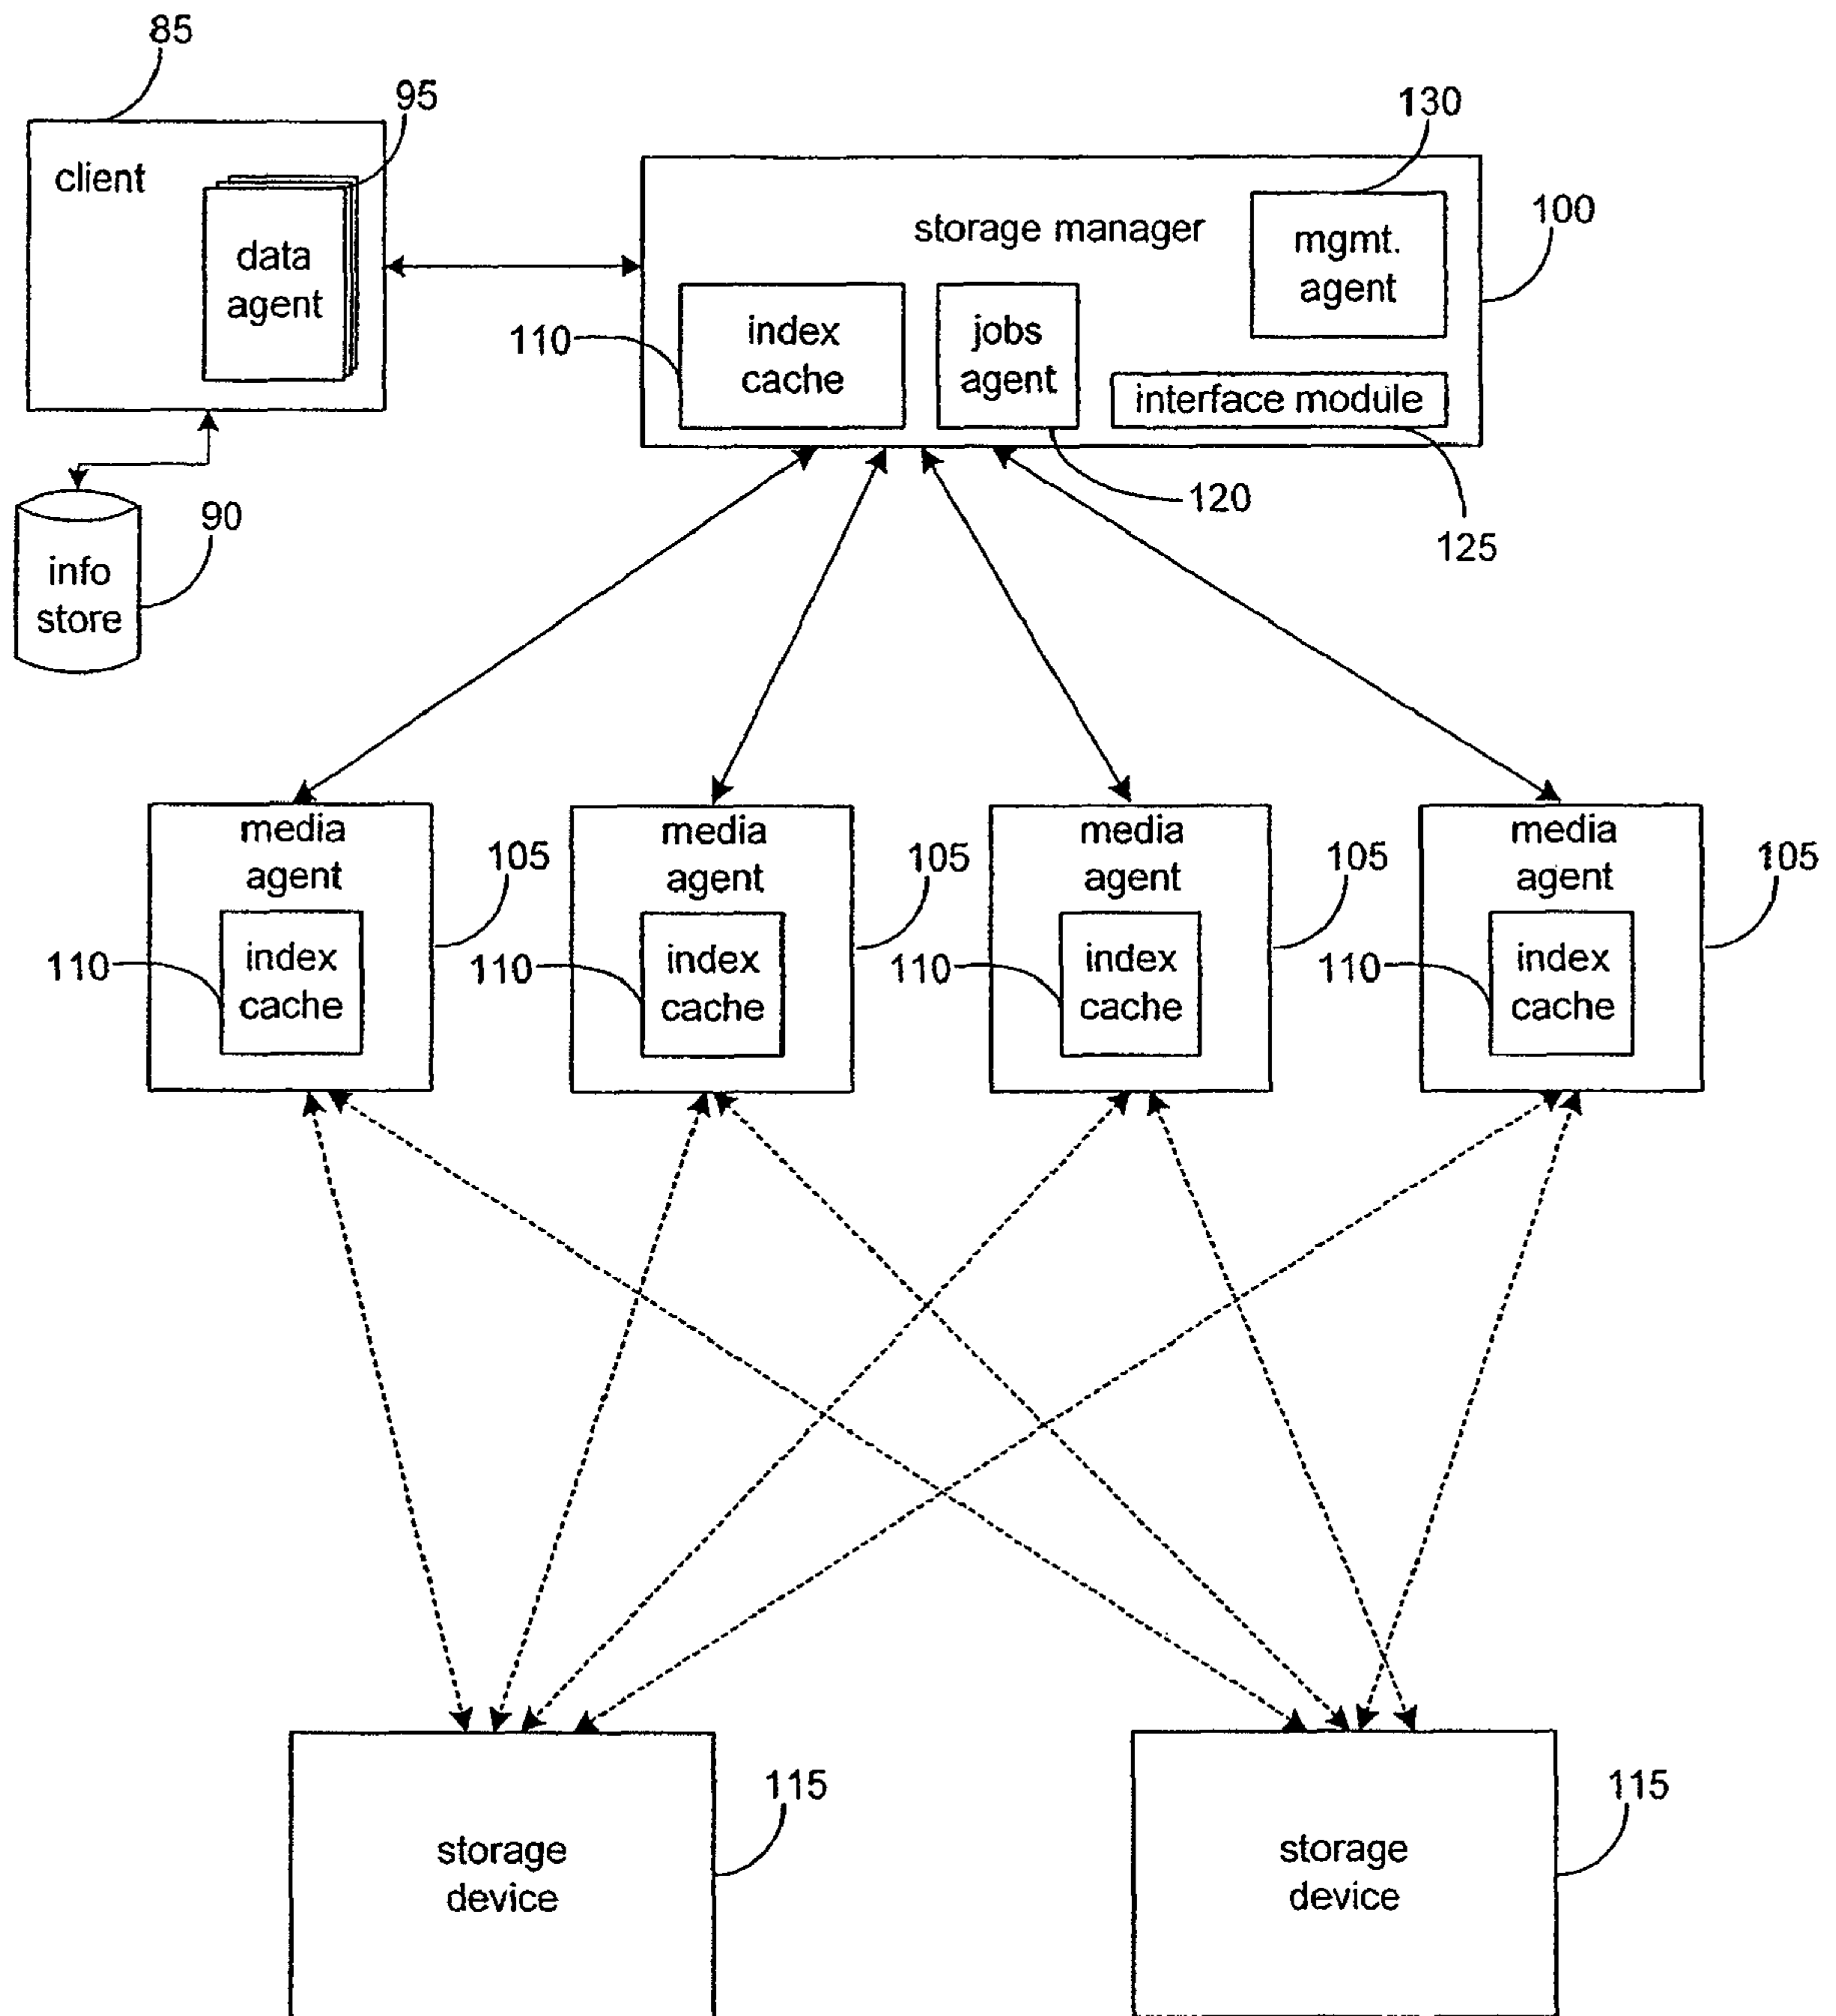 85
95
client
data
agent
130
storage manager
mgmt.
agent
100
110
index
cache
jobs
agent
interface module
120
125
90
info
store
media
agent
105
110
index
cache
media
agent
105
110
index
cache
media
agent
105
110
index
cache
media
agent
105
110
index
cache
storage
device
115
storage
device
115